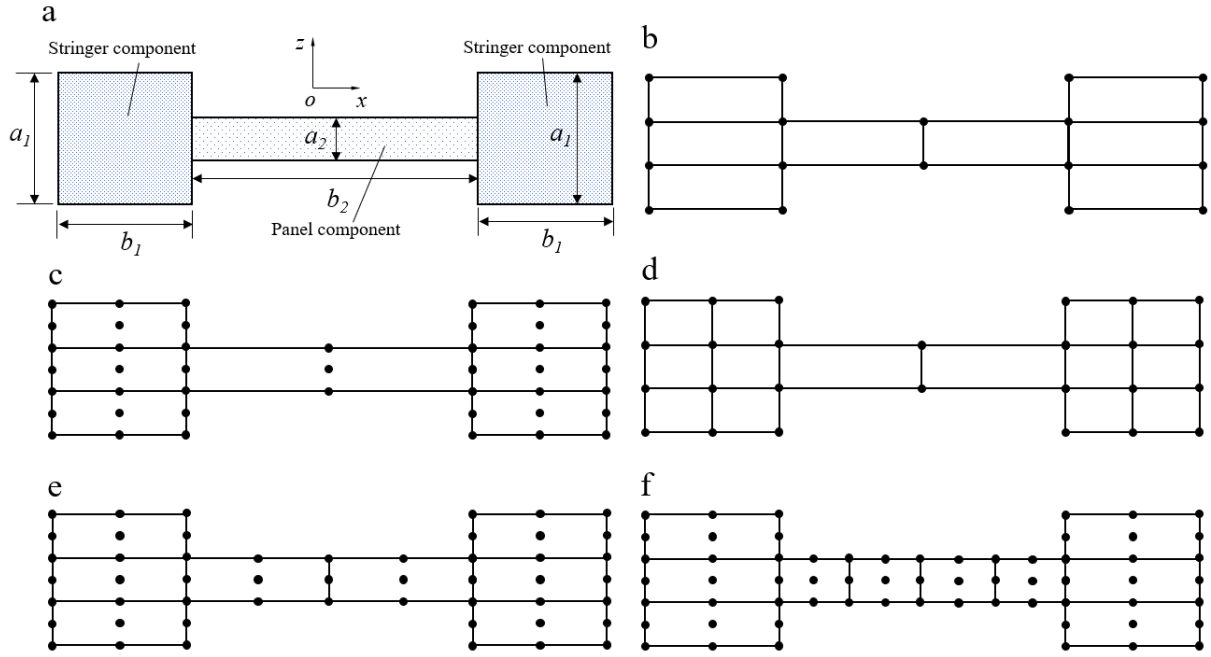 a
Stringer component
z
Stringer component
b
o
x
a1
a2
a1
b2
Panel component
b1
b1
c
d
e
f